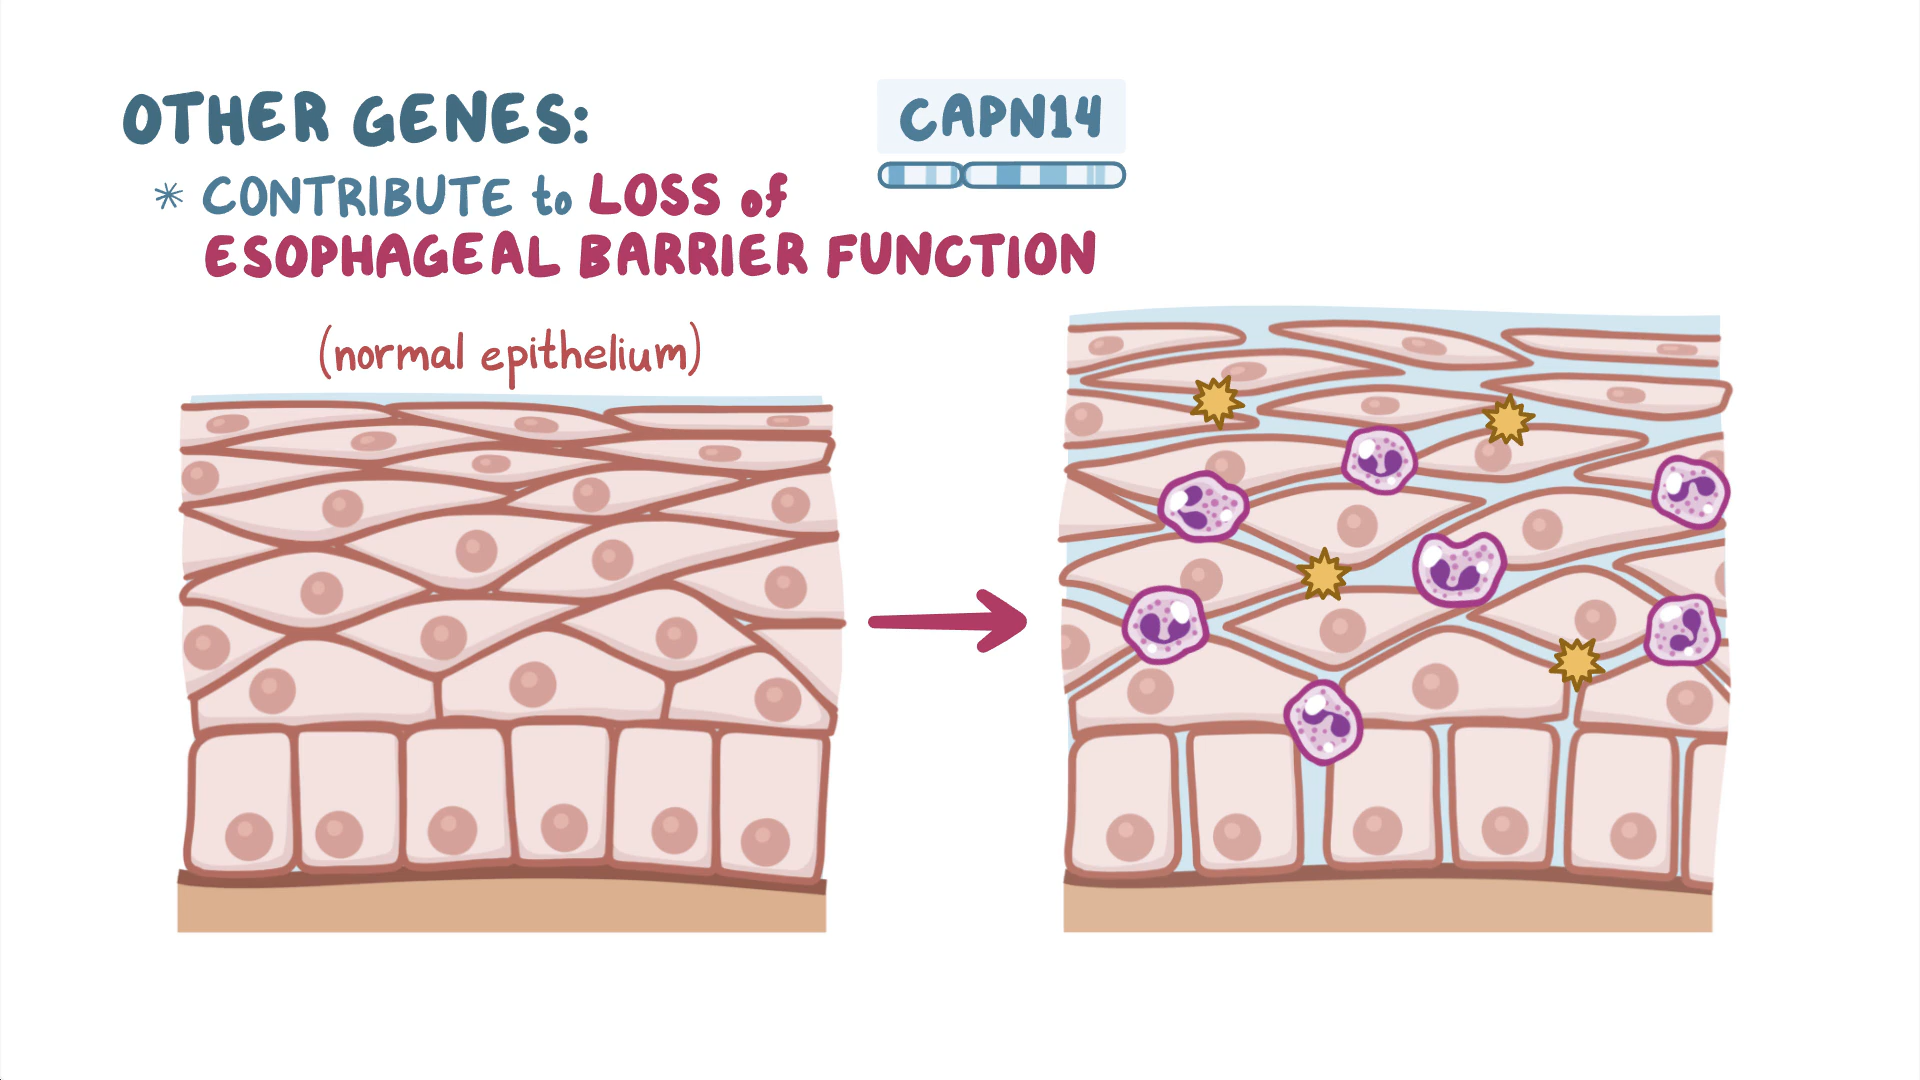 OTHER GENES:
CAPN14
* CONTRIBUTE to LOSS of
ESOPHAGEAL BARRIER FUNCTION
(normal epithelium)